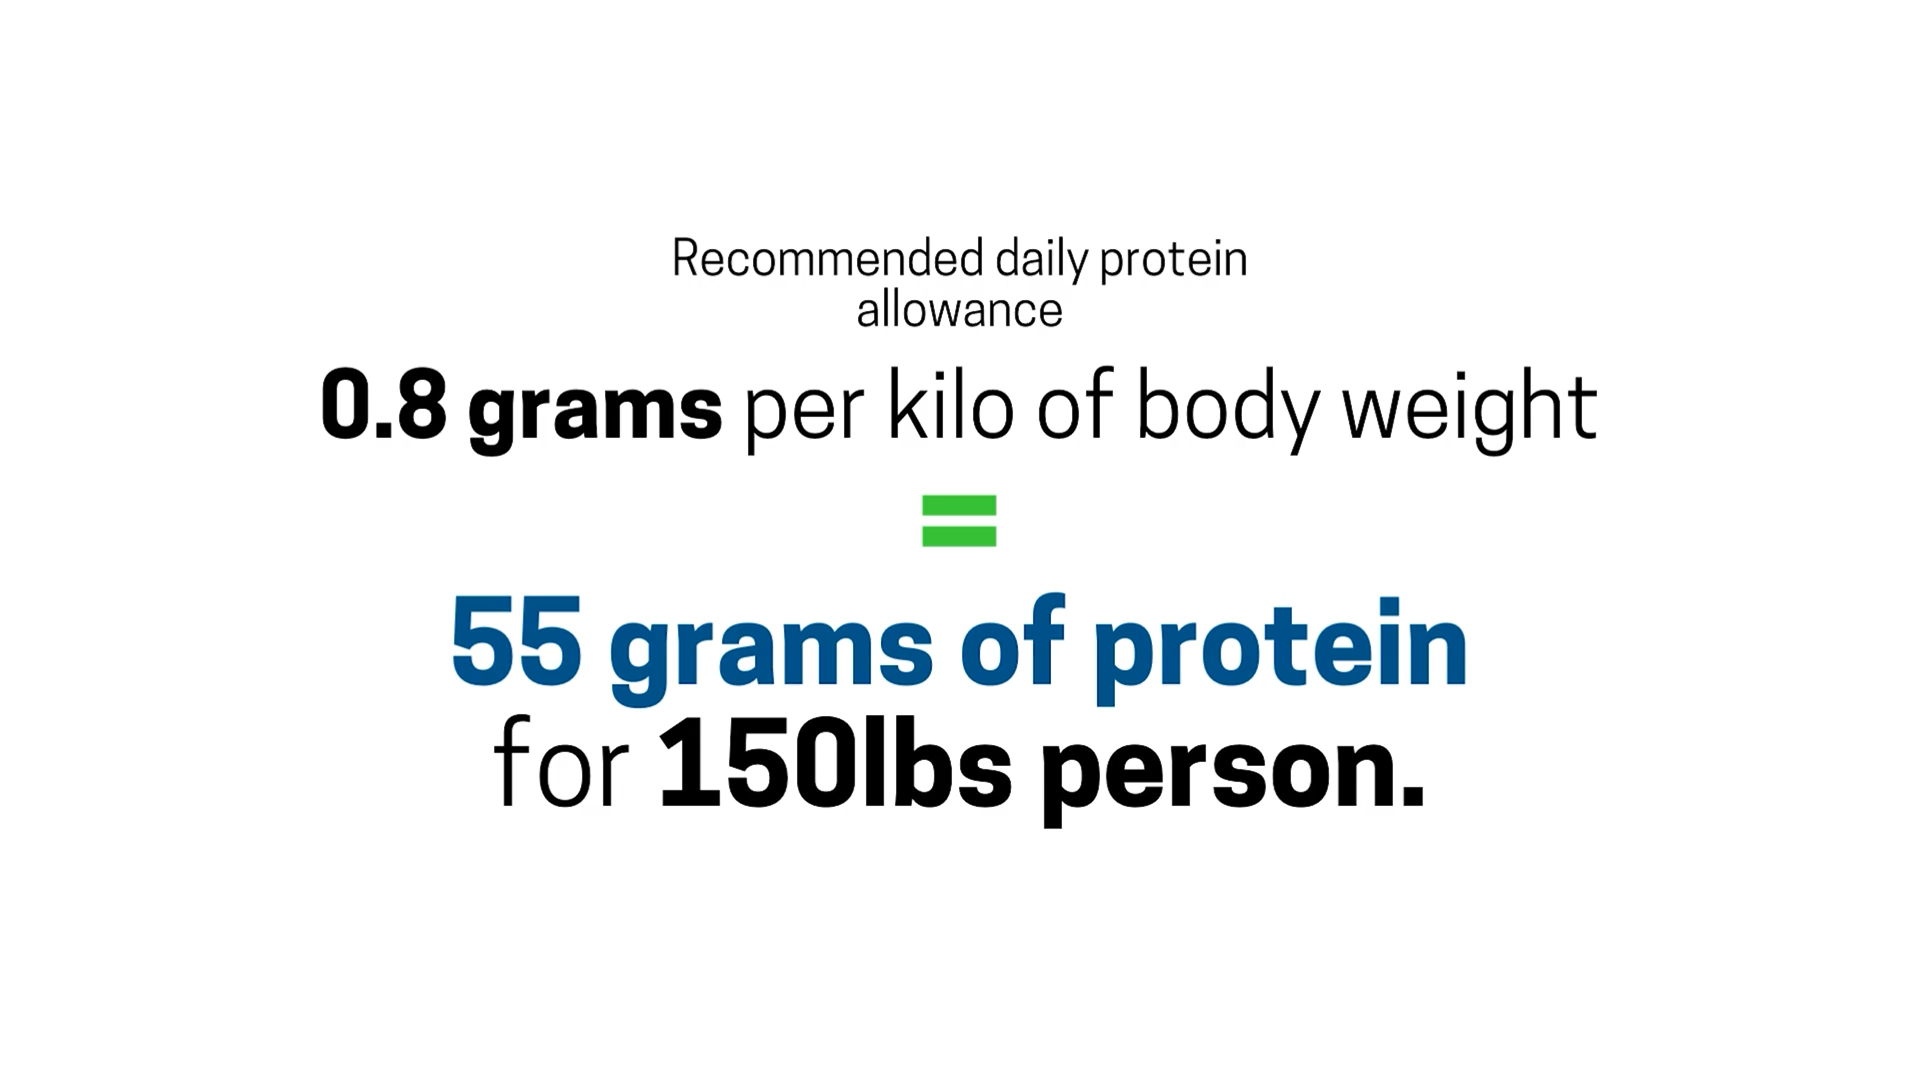 Recommended daily protein
allowance
0.8 grams per kilo of body weight
=
55 grams of protein
for 150lbs person.